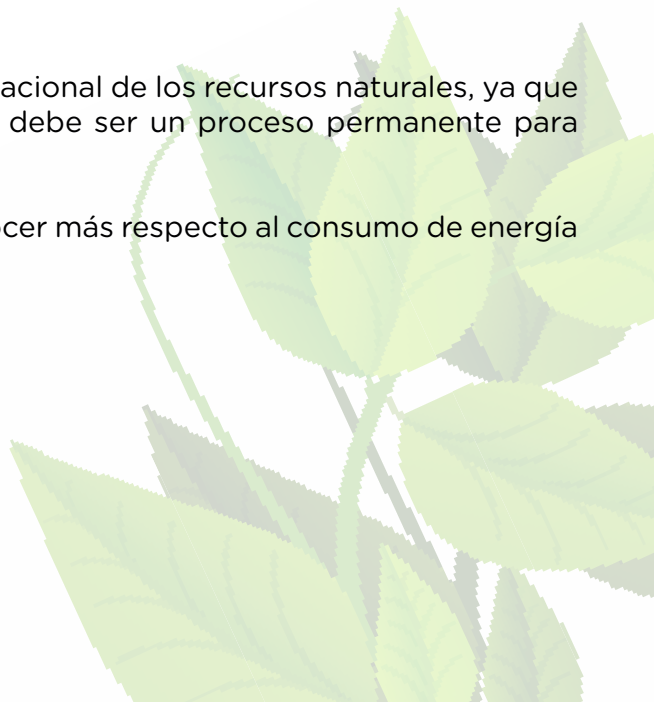 acional de los recursos naturales, ya que
debe ser un proceso permanente para
cer más respecto al consumo de energía